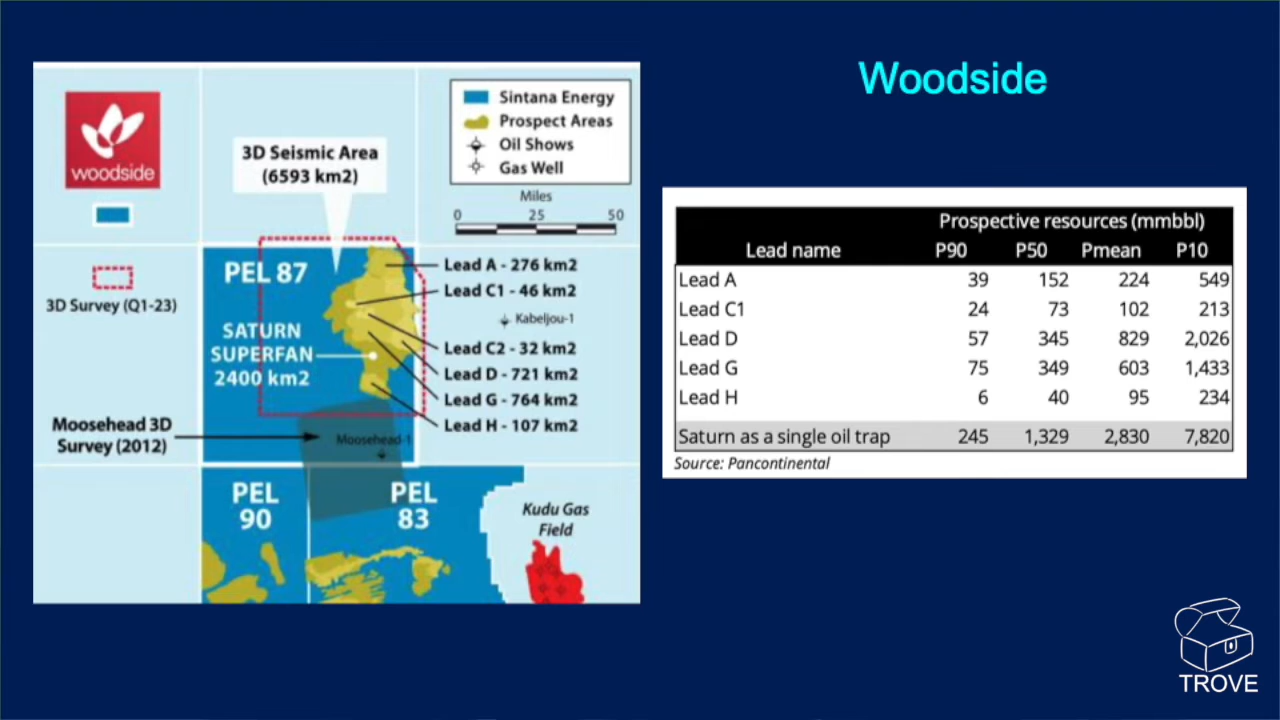 Woodside
woodside
Sintana Energy
Prospect Areas
Oil Shows
Gas Well
3D Seismic Area
(6593 km2)
Miles
0 25 50
3D Survey (Q1-23)
PEL 87
SATURN
SUPERFAN
2400 km2
Lead A - 276 km2
Lead C1 - 46 km2
Kabeljou-1
Lead C2 - 32 km2
Lead D - 721 km2
Lead G - 764 km2
Lead H - 107 km2
Moosehead 3D
Survey (2012)
Moosehead-1
PEL
90
PEL
83
Kudu Gas
Field
Prospective resources (mmbbl)
Lead name P90 P50 Pmean P10
Lead A 39 152 224 549
Lead C1 24 73 102 213
Lead D 57 345 829 2,026
Lead G 75 349 603 1,433
Lead H 6 40 95 234
Saturn as a single oil trap 245 1,329 2,830 7,820
Source: Pancontinental
TROVE